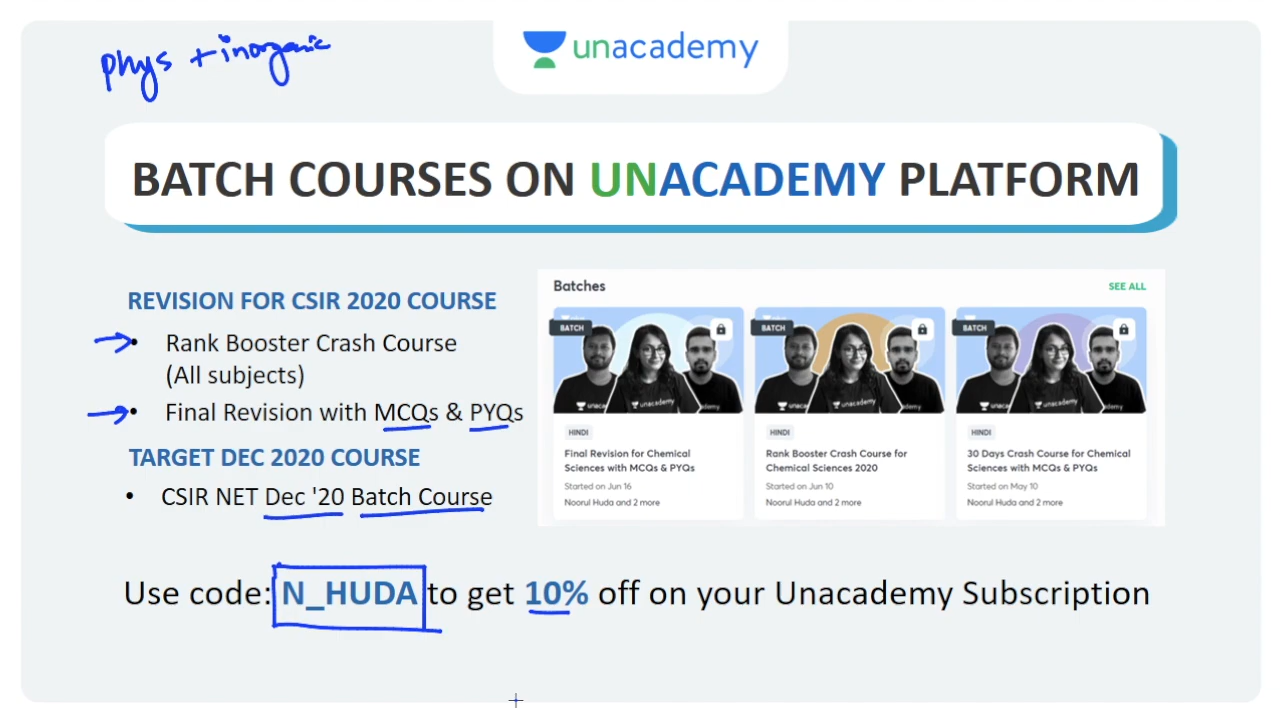 phys + inorganic
unacademy
BATCH COURSES ON UNACADEMY PLATFORM
REVISION FOR CSIR 2020 COURSE
• Rank Booster Crash Course
(All subjects)
• Final Revision with MCQs & PYQs
TARGET DEC 2020 COURSE
• CSIR NET Dec '20 Batch Course
Batches
SEE ALL
BATCH
unacademy
HINDI
Final Revision for Chemical
Sciences with MCQs & PYQs
Started on Jun 16
Noorul Huda and 2 more
BATCH
unacademy
HINDI
Rank Booster Crash Course for
Chemical Sciences 2020
Started on Jun 10
Noorul Huda and 2 more
BATCH
unacademy
HINDI
30 Days Crash Course for Chemical
Sciences with MCQs & PYQs
Started on May 10
Noorul Huda and 2 more
Use code: N_HUDA to get 10% off on your Unacademy Subscription